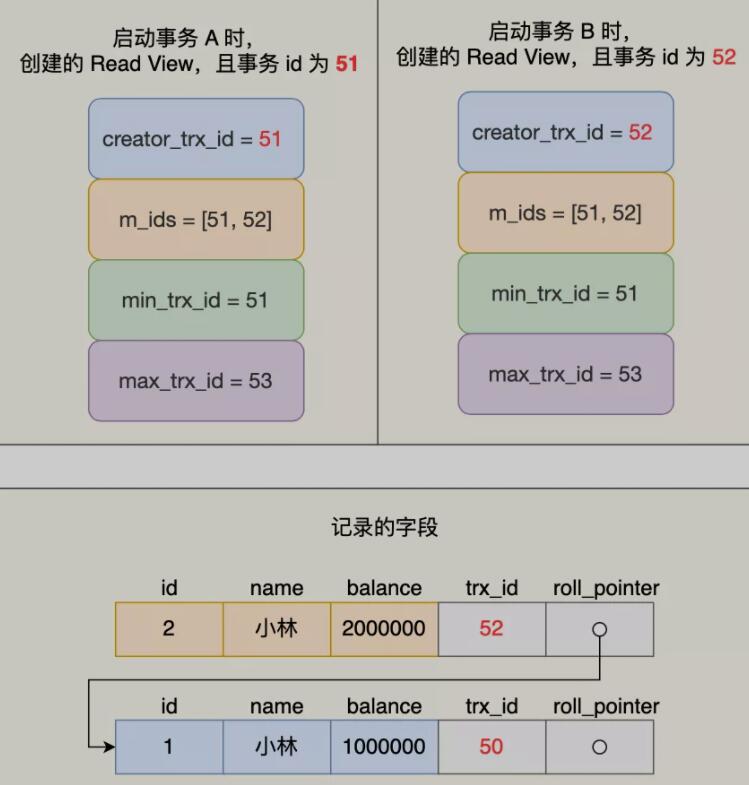 启动事务 A 时，
创建的 Read View，且事务 id 为 51
creator_trx_id = 51
m_ids = [51, 52]
min_trx_id = 51
max_trx_id = 53
启动事务 B 时，
创建的 Read View，且事务 id 为 52
creator_trx_id = 52
m_ids = [51, 52]
min_trx_id = 51
max_trx_id = 53
记录的字段
id name balance trx_id roll_pointer
2 小林 2000000 52
id name balance trx_id roll_pointer
1 小林 1000000 50